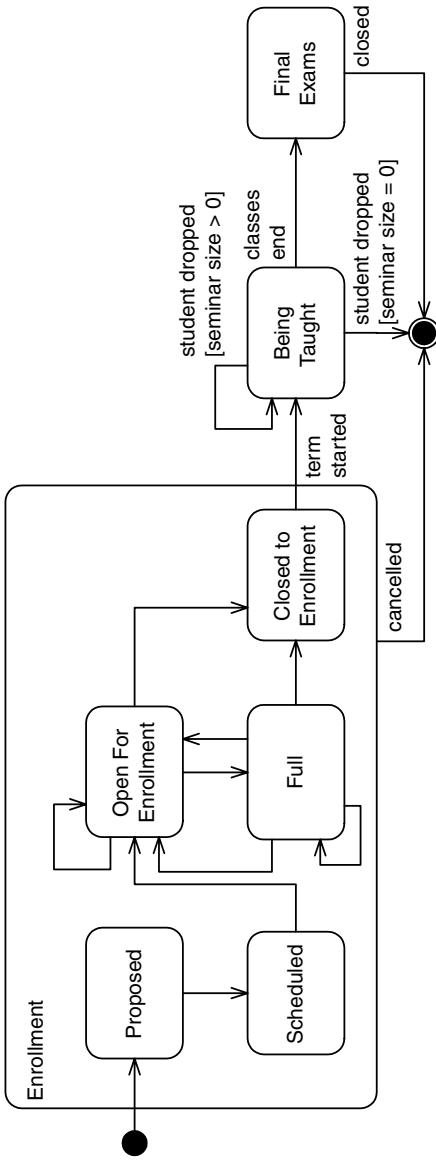 Enrollment
Proposed
Scheduled
Open For
Enrollment
Full
Closed to
Enrollment
term
started
cancelled
student dropped
[seminar size > 0]
Being
Taught
classes
end
student dropped
[seminar size = 0]
Final
Exams
closed